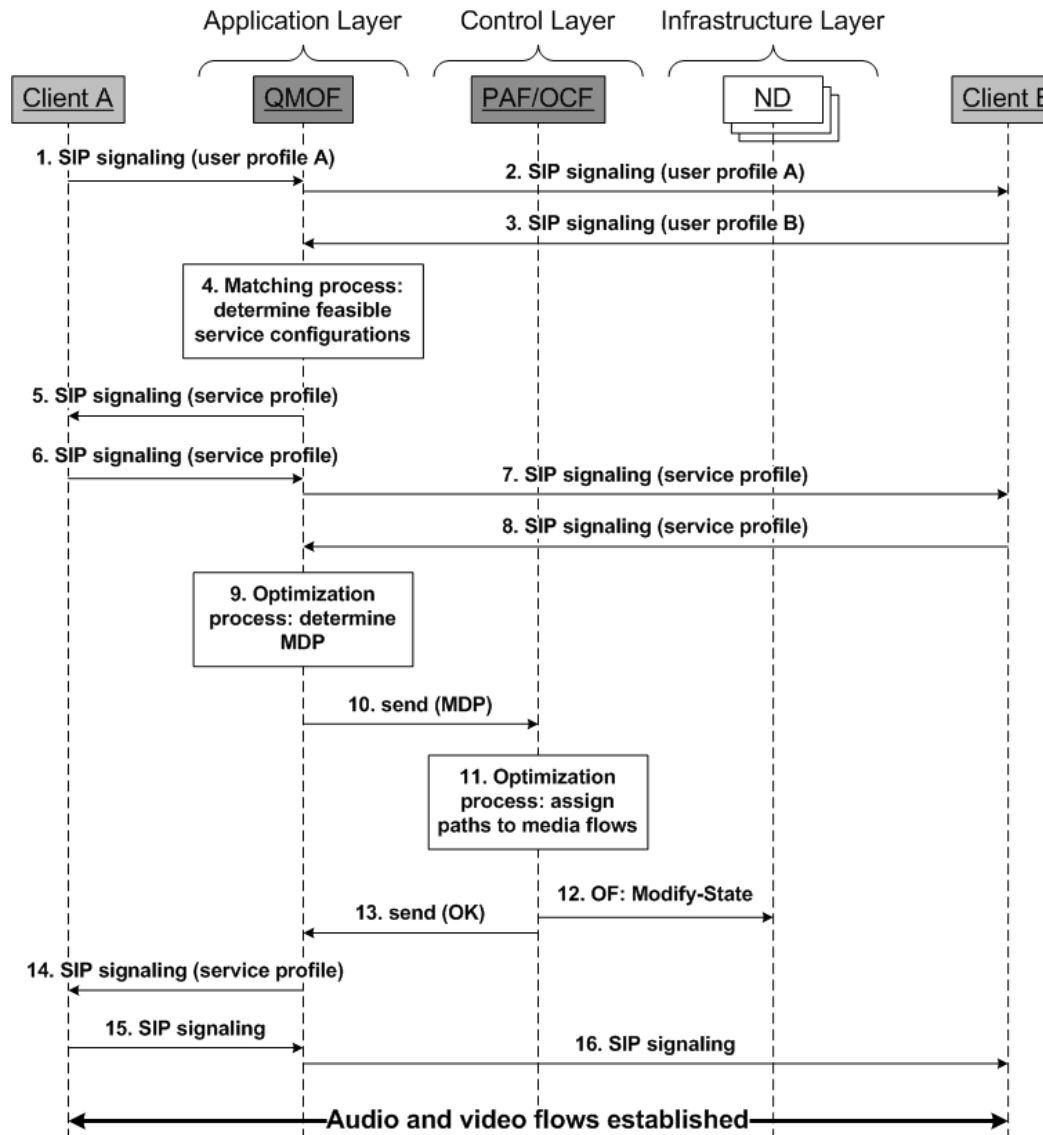 Application Layer
Control Layer
Infrastructure Layer
Client A
QMOF
PAF/OCF
ND
Client
1. SIP signaling (user profile A)
2. SIP signaling (user profile A)
3. SIP signaling (user profile B)
4. Matching process:
determine feasible
service configurations
5. SIP signaling (service profile)
6. SIP signaling (service profile)
7. SIP signaling (service profile)
8. SIP signaling (service profile)
9. Optimization
process: determine
MDP
10. send (MDP)
11. Optimization
process: assign
paths to media flows
12. OF: Modify-State
13. send (OK)
14. SIP signaling (service profile)
15. SIP signaling
16. SIP signaling
Audio and video flows established